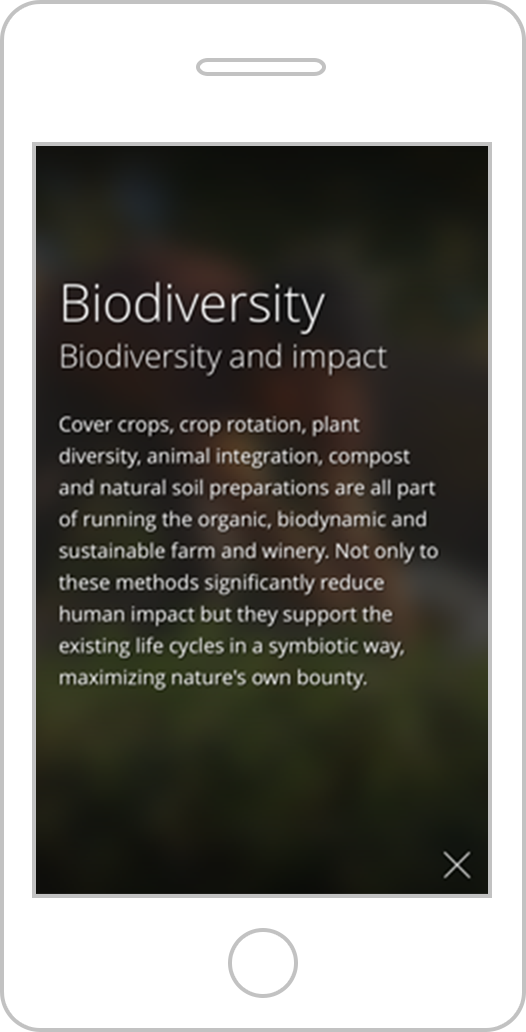 Biodiversity
Biodiversity and impact
Cover crops, crop rotation, plant
diversity, animal integration, compost
and natural soil preparations are all part
of running the organic, biodynamic and
sustainable farm and winery. Not only to
these methods significantly reduce
human impact but they support the
existing life cycles in a symbiotic way,
maximizing nature's own bounty.